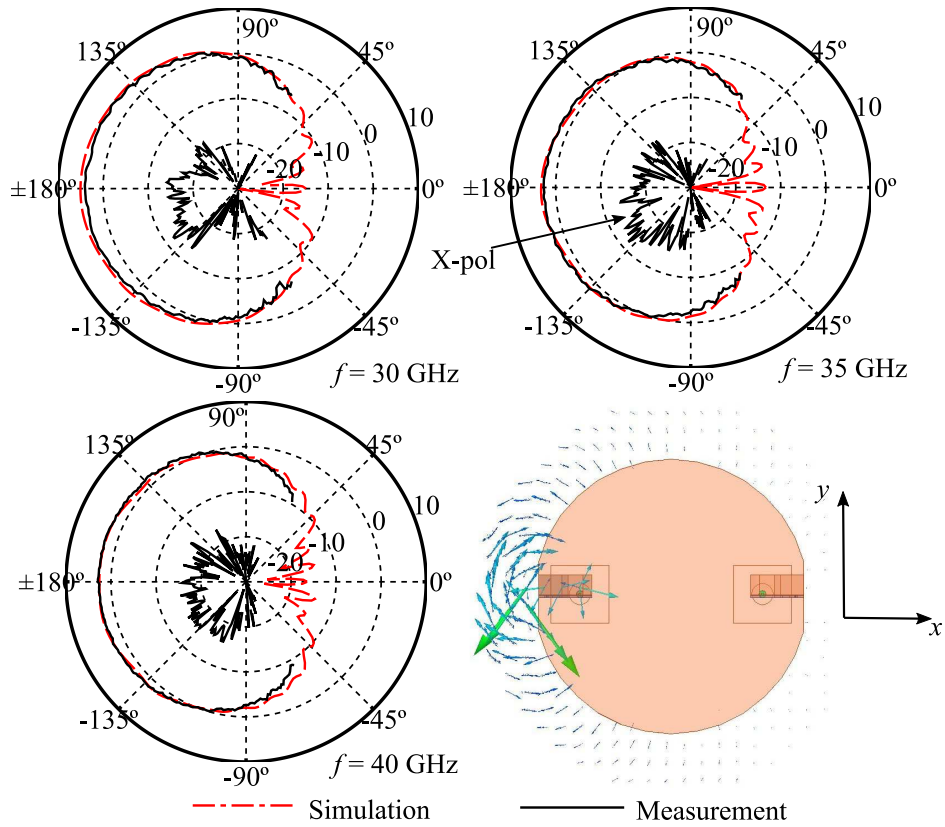 90º
135º
45º
10
0
-10
-20
±180º
0º
-135º
-45º
-90º
f = 30 GHz
90º
135º
45º
10
0
-10
-20
±180º
0º
X-pol
-135º
-45º
-90º
f = 35 GHz
90º
135º
45º
10
0
-10
-20
±180º
0º
-135º
-45º
-90º
f = 40 GHz
y
x
Simulation
Measurement